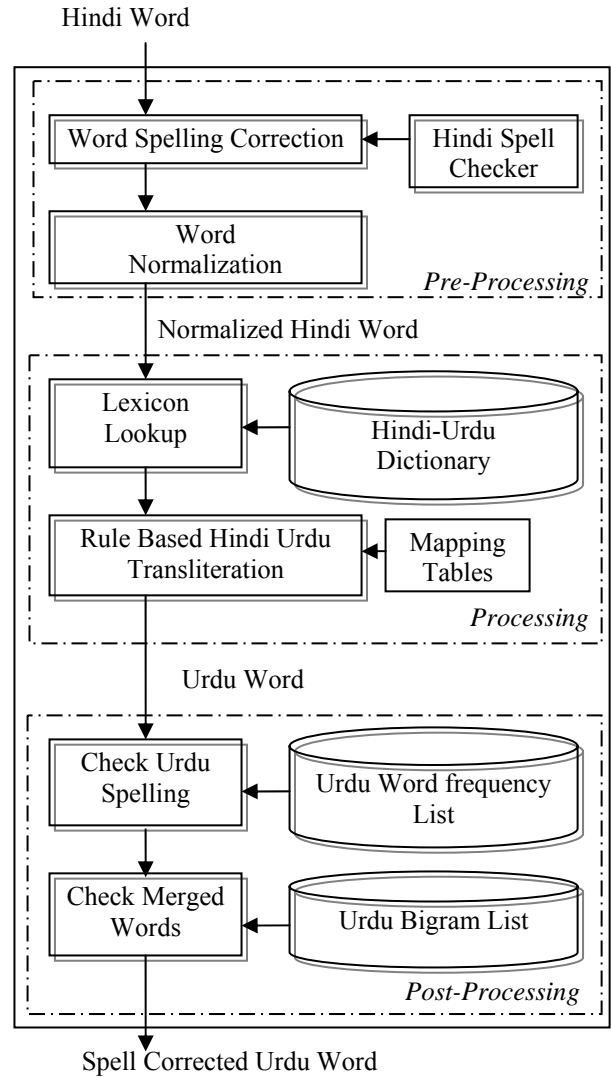 Hindi Word
Word Spelling Correction
Hindi Spell
Checker
Word
Normalization
Pre-Processing
Normalized Hindi Word
Lexicon
Lookup
Hindi-Urdu
Dictionary
Rule Based Hindi Urdu
Transliteration
Mapping
Tables
Processing
Urdu Word
Check Urdu
Spelling
Urdu Word frequency
List
Check Merged
Words
Urdu Bigram List
Post-Processing
Spell Corrected Urdu Word